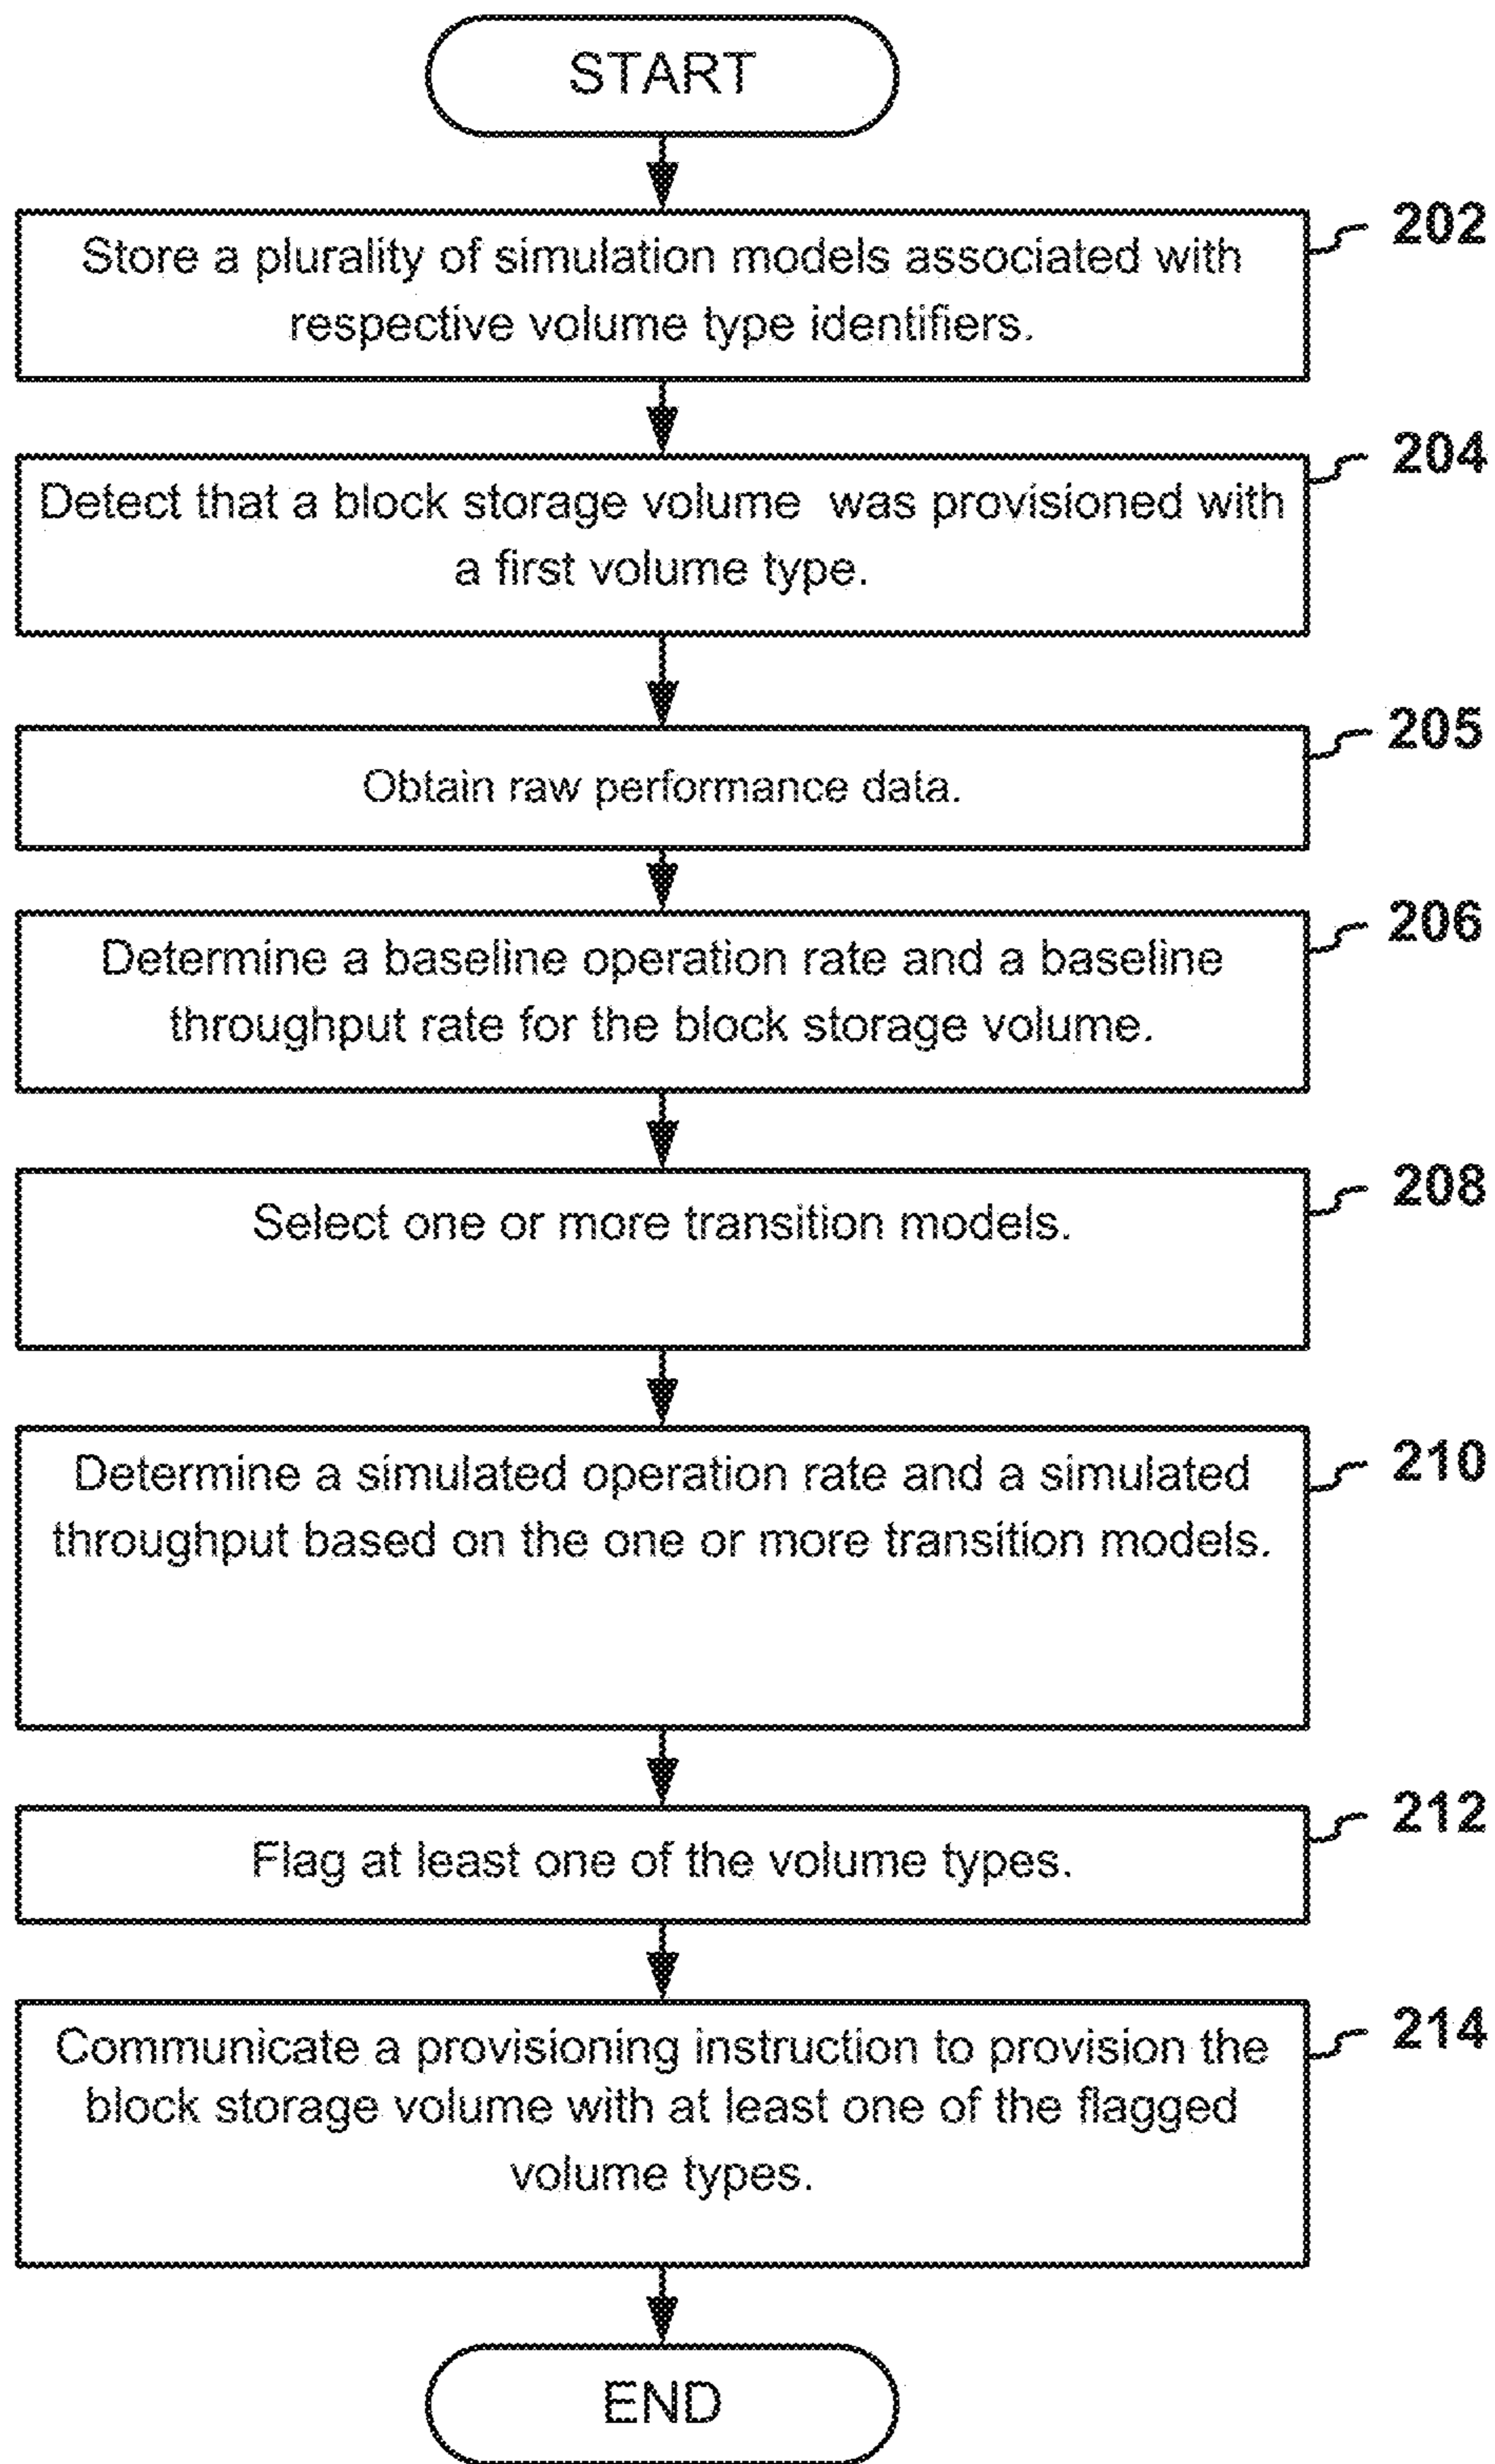 START
202
Store a plurality of simulation models associated with
respective volume type identifiers.
204
Detect that a block storage volume was provisioned with
a first volume type.
205
Obtain raw performance data.
206
Determine a baseline operation rate and a baseline
throughput rate for the block storage volume.
208
Select one or more transition models.
210
Determine a simulated operation rate and a simulated
throughput based on the one or more transition models.
212
Flag at least one of the volume types.
214
Communicate a provisioning instruction to provision the
block storage volume with at least one of the flagged
volume types.
END